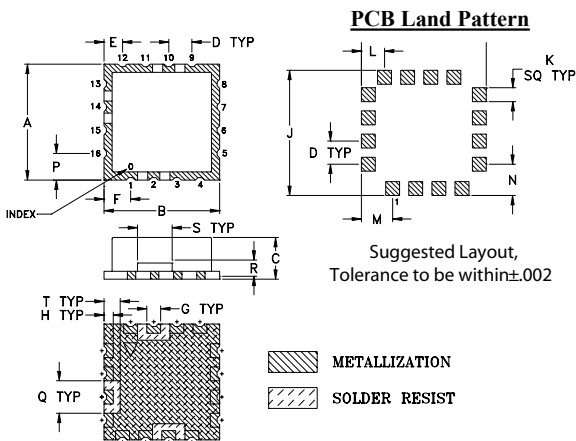 PCB Land Pattern
E
D TYP
12 11 10 9
13
14
15
16
8
7
6
5
A
P
0
1 2 3 4
F
INDEX
B
L
K
SQ TYP
J
D TYP
N
M
1
S TYP
R
C
Suggested Layout,
Tolerance to be within±.002
T TYP
H TYP
G TYP
Q TYP
METALLIZATION
SOLDER RESIST